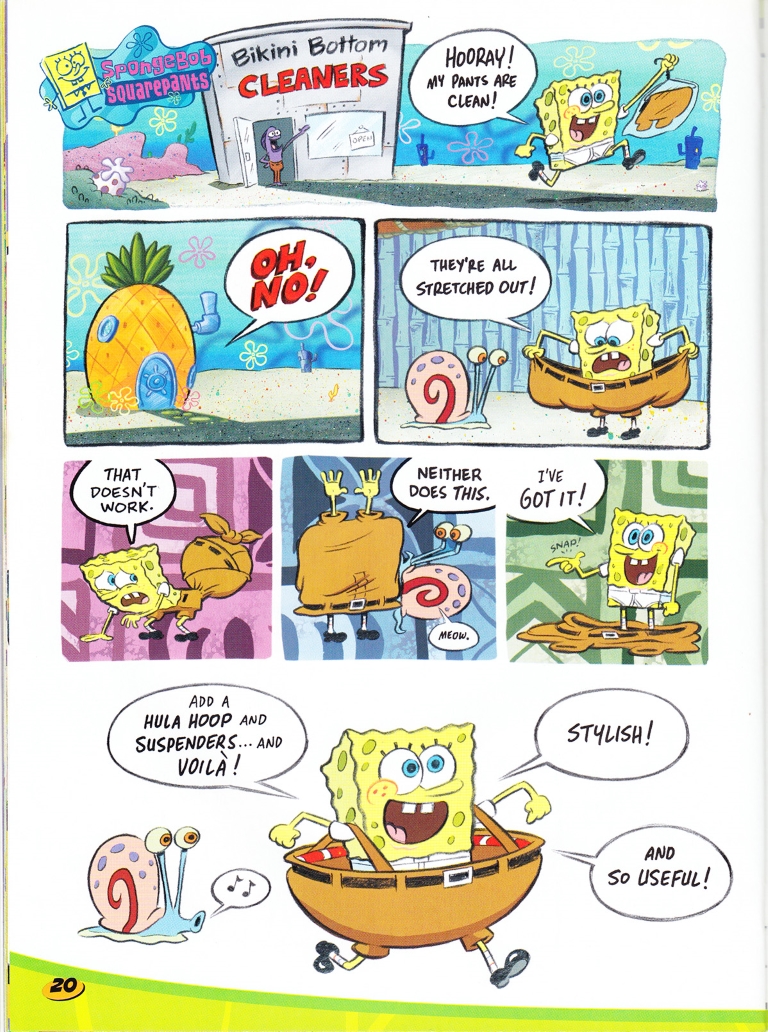 SpongeBob
SquarePants
Bikini Bottom
CLEANERS
OPEN
HOORAY!
MY PANTS ARE
CLEAN!
OH,
NO!
THEY'RE ALL
STRETCHED OUT!
THAT
DOESN'T
WORK.
NEITHER
DOES THIS.
MEOW.
I'VE
GOT IT!
SNAP!
ADD A
HULA HOOP AND
SUSPENDERS... AND
VOILÀ!
STYLISH!
AND
SO USEFUL!
20